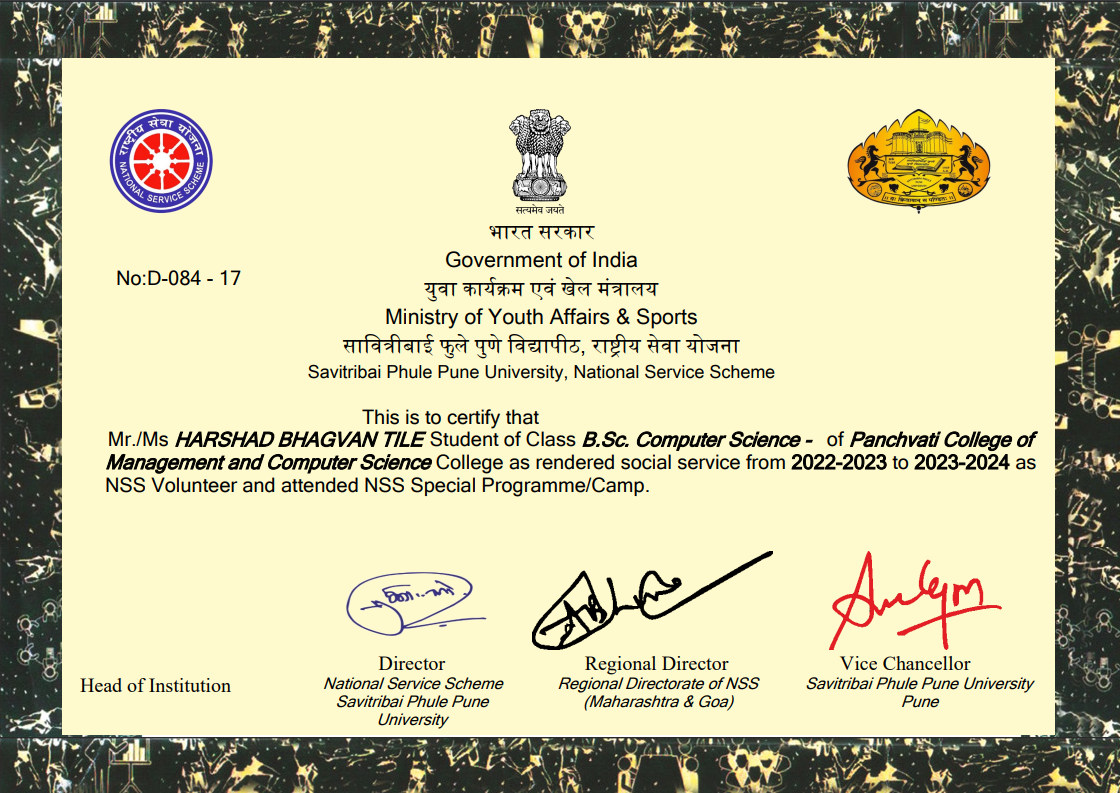 राष्ट्रीय सेवा योजना
NATIONAL SERVICE SCHEME
सत्यमेव जयते
भारत सरकार
Government of India
No:D-084 - 17
युवा कार्यक्रम एवं खेल मंत्रालय
Ministry of Youth Affairs & Sports
सावित्रीबाई फुले पुणे विद्यापीठ, राष्ट्रीय सेवा योजना
Savitribai Phule Pune University, National Service Scheme
This is to certify that
Mr./Ms HARSHAD BHAGVAN TILE Student of Class B.Sc. Computer Science - of Panchvati College of
Management and Computer Science College as rendered social service from 2022-2023 to 2023-2024 as
NSS Volunteer and attended NSS Special Programme/Camp.
Head of Institution
Director
National Service Scheme
Savitribai Phule Pune
University
Regional Director
Regional Directorate of NSS
(Maharashtra & Goa)
Vice Chancellor
Savitribai Phule Pune University
Pune